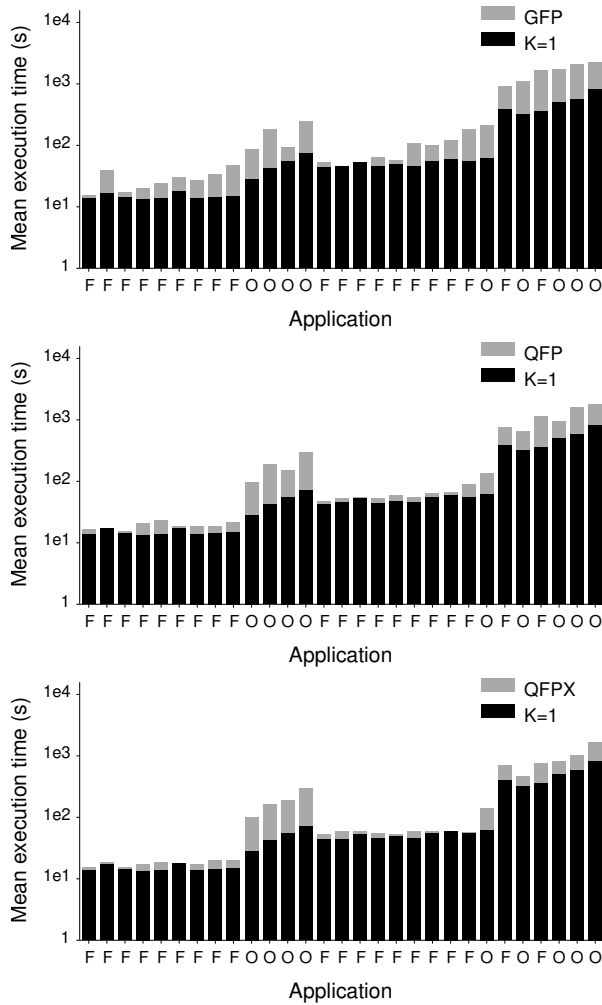 GFP
K=1
Mean execution time (s)
1e4
1e3
1e2
1e1
1
F F F F F F F F F O O O O F F F F F F F F F O F O F O O O
Application
QFP
K=1
Mean execution time (s)
1e4
1e3
1e2
1e1
1
F F F F F F F F F O O O O F F F F F F F F F O F O F O O O
Application
QFPX
K=1
Mean execution time (s)
1e4
1e3
1e2
1e1
1
F F F F F F F F F O O O O F F F F F F F F F O F O F O O O
Application